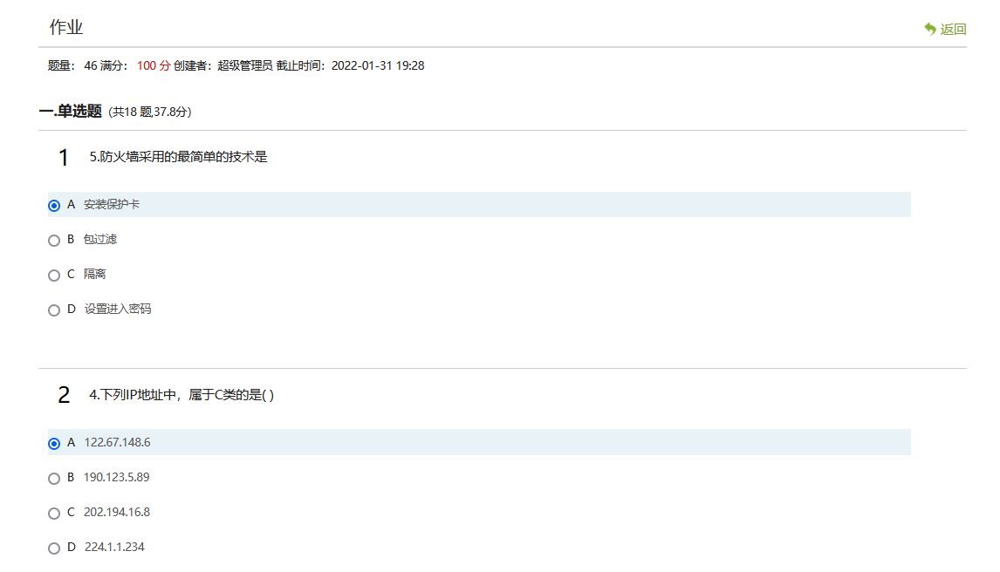 作业
返回
题量： 46 满分： 100 分 创建者：超级管理员 截止时间：2022-01-31 19:28
一.单选题 (共18 题,37.8分)
1 5.防火墙采用的最简单的技术是
A 安装保护卡
B 包过滤
C 隔离
D 设置进入密码
2 4.下列IP地址中，属于C类的是( )
A 122.67.148.6
B 190.123.5.89
C 202.194.16.8
D 224.1.1.234